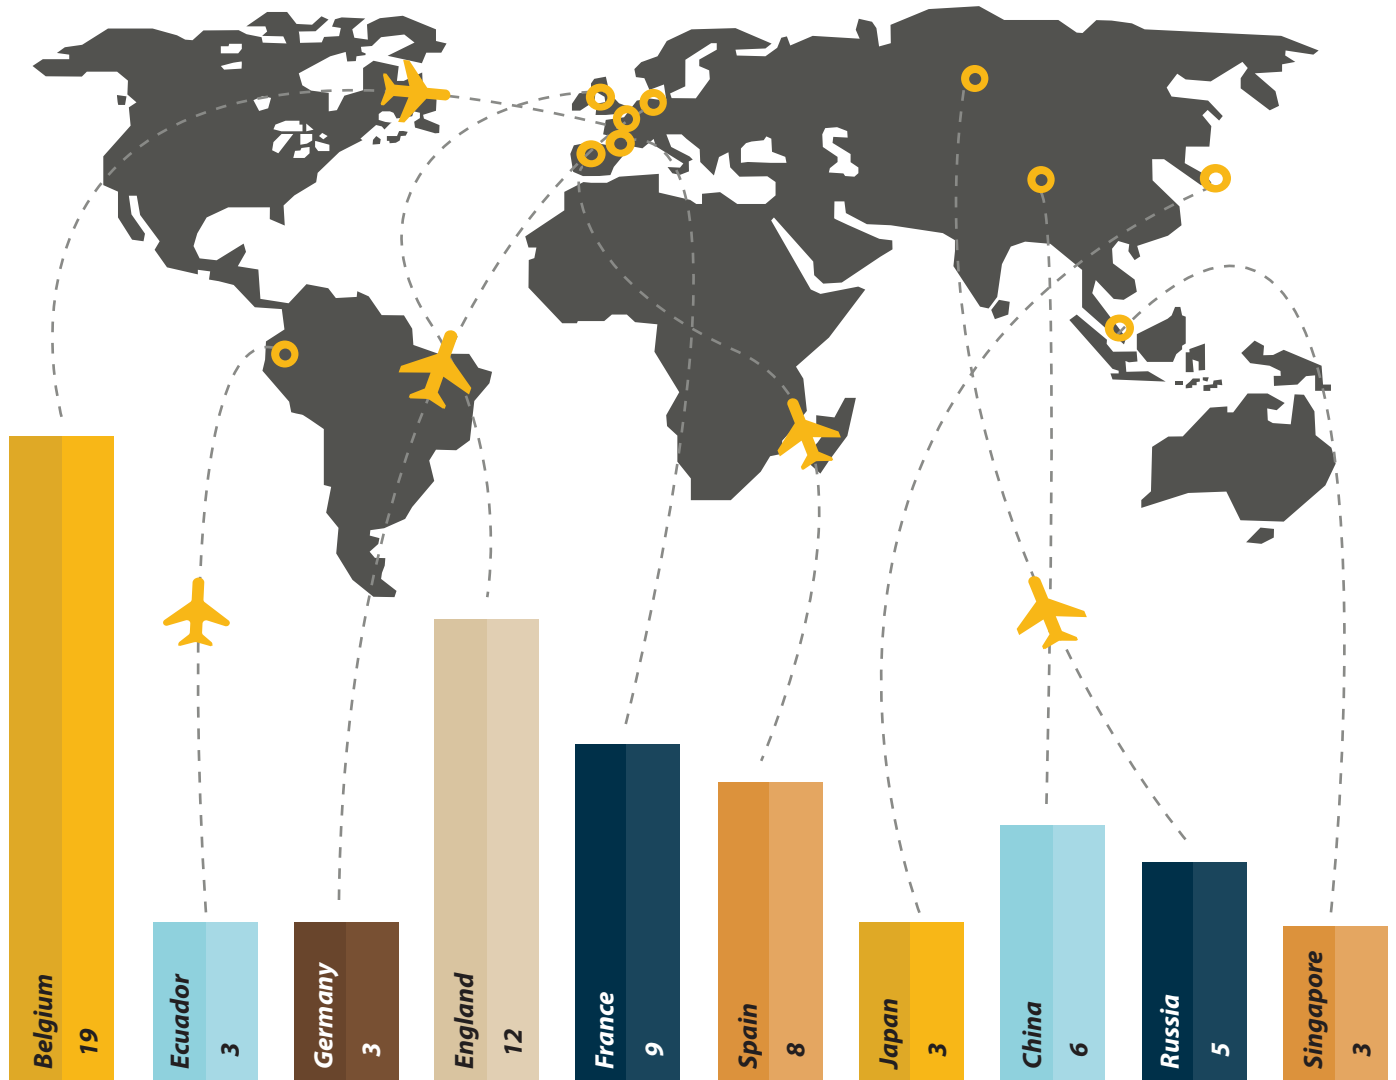 Belgium
19
Ecuador
3
Germany
3
England
12
France
9
Spain
8
Japan
3
China
6
Russia
5
Singapore
3